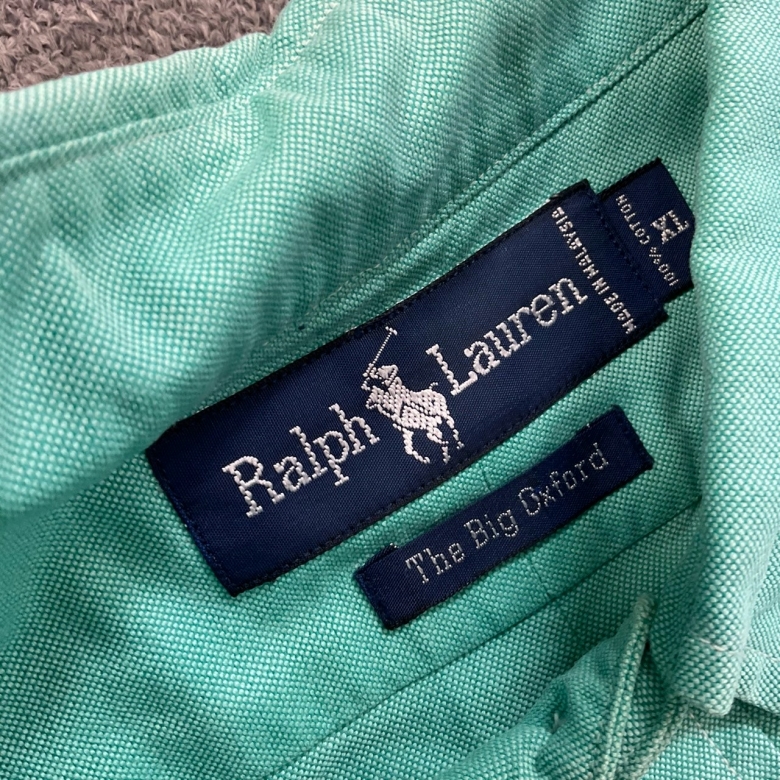 Ralph Lauren
MADE IN MALAYSIA
XL
100% COTTON
The Big Oxford